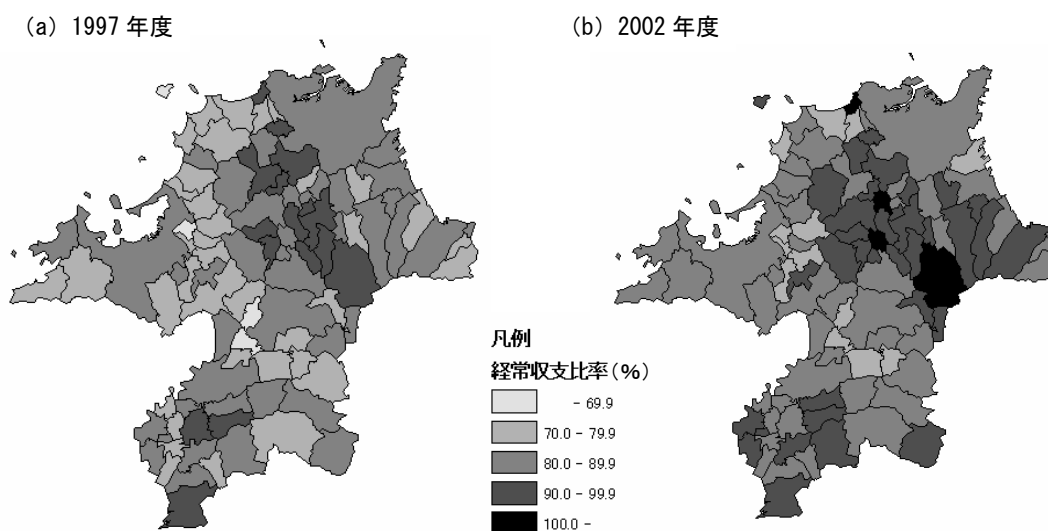 (a) 1997 年度
(b) 2002 年度
凡例
経常収支比率(%)
- 69.9
70.0 - 79.9
80.0 - 89.9
90.0 - 99.9
100.0 -